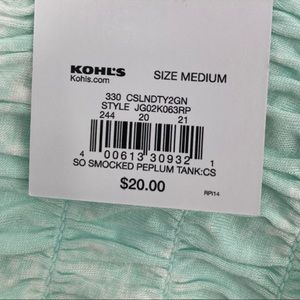 KOHL'S
Kohls.com
SIZE MEDIUM
330 CSLNDTY2GN
STYLE JG02K063RP
244 20 21
4 00613 30932 1
SO SMOCKED PEPLUM TANK:CS
$20.00
RPI14